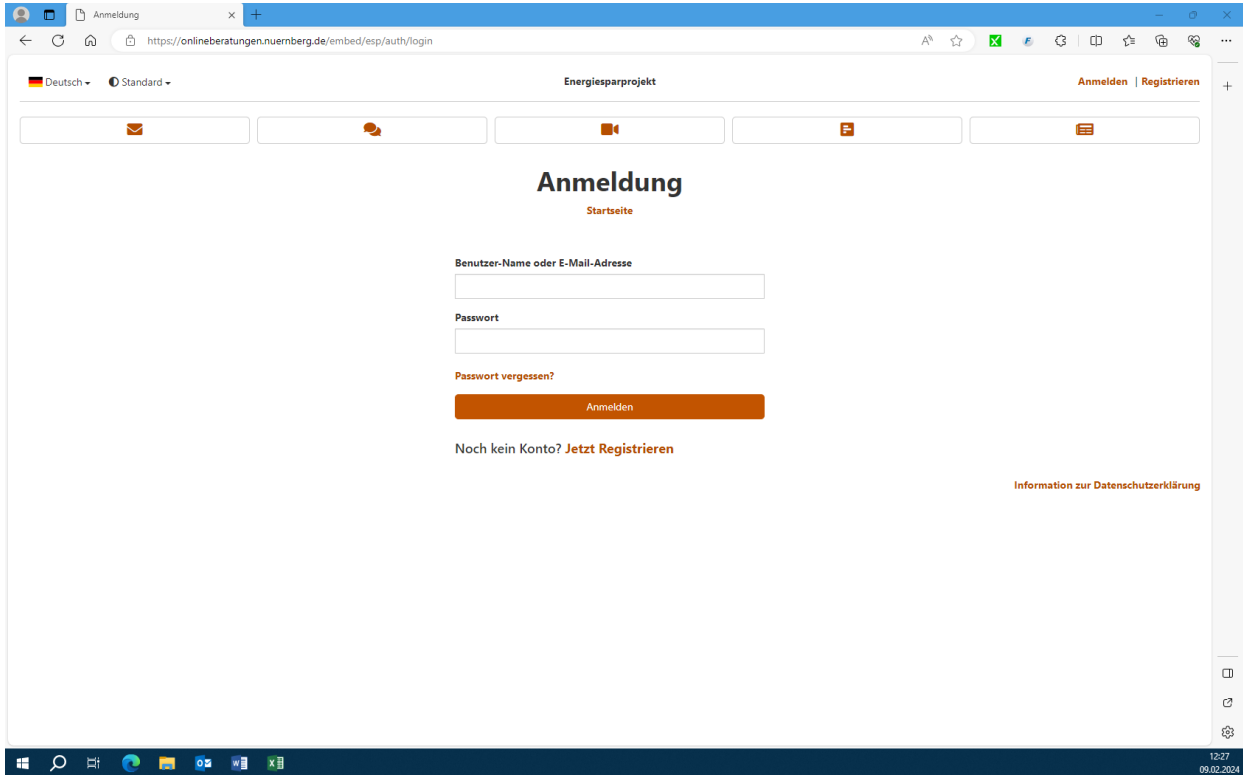 Anmeldung
https://onlineberatungen.nuernberg.de/embed/esp/auth/login
Deutsch
Standard
Energiesparprojekt
Anmelden | Registrieren
Anmeldung
Startseite
Benutzer-Name oder E-Mail-Adresse
Passwort
Passwort vergessen?
Anmelden
Noch kein Konto? Jetzt Registrieren
Information zur Datenschutzerklärung
12:27
09.02.2024